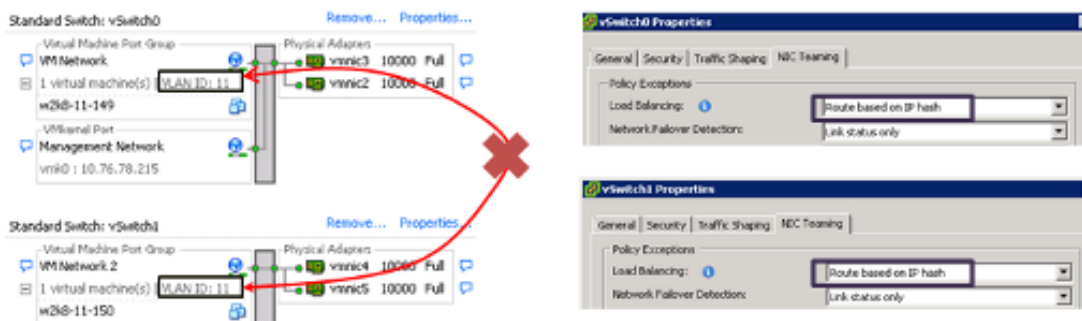 Standard Switch: vSwitch0 Remove... Properties...
Virtual Machine Port Group Physical Adapters
VM Network vmnic3 10000 Full
1 virtual machine(s) | VLAN ID: 11 vmnic2 10000 Full
w2k8-11-149
VMkernel Port
Management Network
vmk0 : 10.76.78.215
Standard Switch: vSwitch1 Remove... Properties...
Virtual Machine Port Group Physical Adapters
VM Network 2 vmnic4 10000 Full
1 virtual machine(s) | VLAN ID: 11 vmnic5 10000 Full
w2k8-11-150
vSwitch0 Properties
General Security Traffic Shaping NIC Teaming
Policy Exceptions
Load Balancing: Route based on IP hash
Network Failover Detection: Link status only
vSwitch1 Properties
General Security Traffic Shaping NIC Teaming
Policy Exceptions
Load Balancing: Route based on IP hash
Network Failover Detection: Link status only